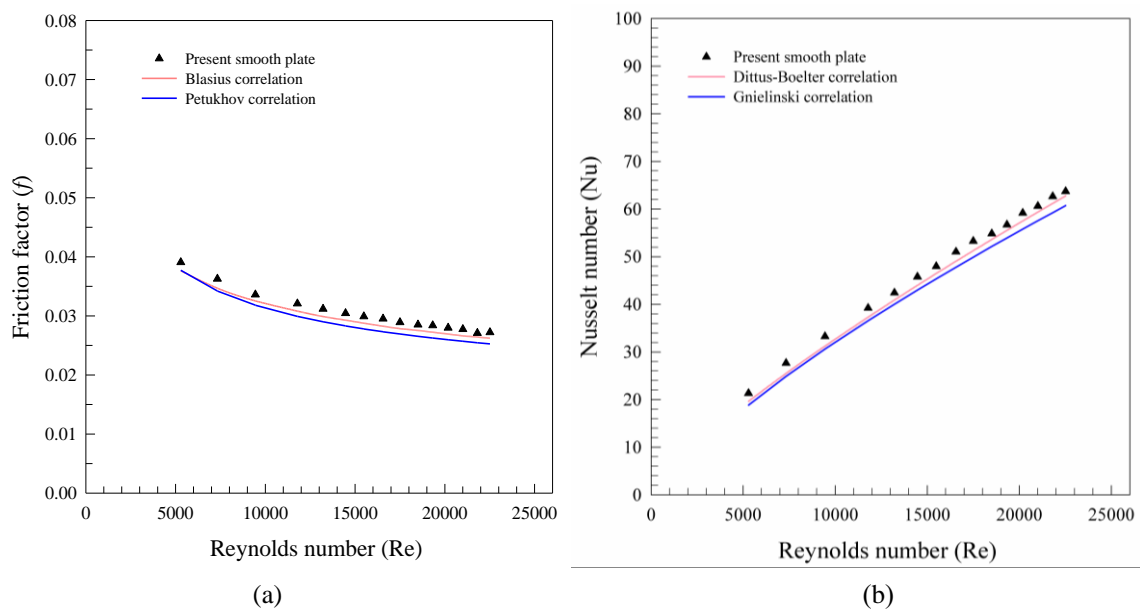 0.08
0.07
0.06
0.05
0.04
0.03
0.02
0.01
0.00
Friction factor (f)
Present smooth plate
Blasius correlation
Petukhov correlation
0 5000 10000 15000 20000 25000
Reynolds number (Re)
(a)
100
90
80
70
60
50
40
30
20
10
0
Nusselt number (Nu)
Present smooth plate
Dittus-Boelter correlation
Gnielinski correlation
0 5000 10000 15000 20000 25000
Reynolds number (Re)
(b)